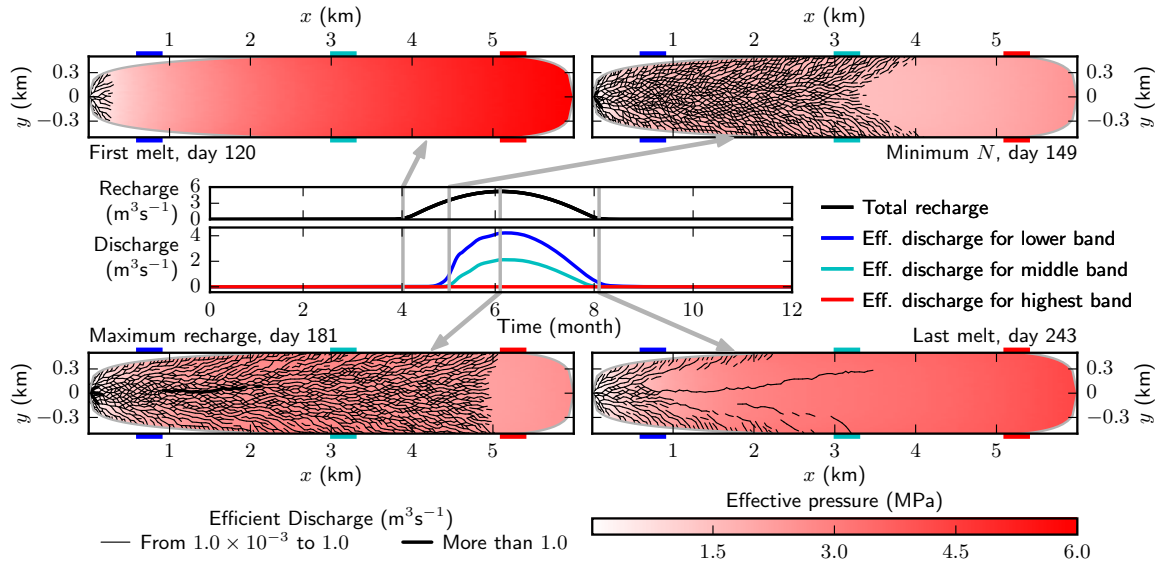 x (km)
x (km)
1 2 3 4 5
1 2 3 4 5
y (km)
0.3
0
−0.3
0.3
0
−0.3
y (km)
First melt, day 120
Minimum N, day 149
Recharge
(m³s⁻¹)
6
3
0
Discharge
(m³s⁻¹)
4
2
0
0 2 4 6 8 10 12
Time (month)
Total recharge
Eff. discharge for lower band
Eff. discharge for middle band
Eff. discharge for highest band
Maximum recharge, day 181
Last melt, day 243
y (km)
0.3
0
−0.3
0.3
0
−0.3
y (km)
1 2 3 4 5
1 2 3 4 5
x (km)
x (km)
Efficient Discharge (m³s⁻¹)
From 1.0 × 10⁻³ to 1.0
More than 1.0
Effective pressure (MPa)
1.5 3.0 4.5 6.0